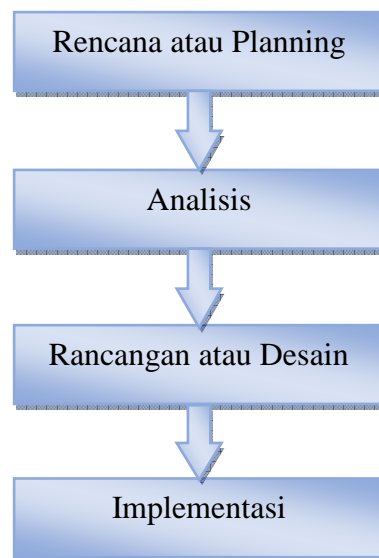 Rencana atau Planning
Analisis
Rancangan atau Desain
Implementasi